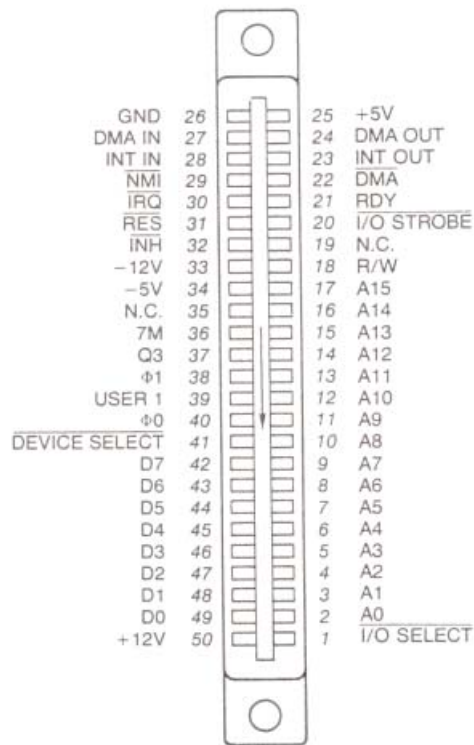 GND 26 25 +5V
DMA IN 27 24 DMA OUT
INT IN 28 23 INT OUT
NMI 29 22 DMA
IRQ 30 21 RDY
RES 31 20 I/O STROBE
INH 32 19 N.C.
−12V 33 18 R/W
−5V 34 17 A15
N.C. 35 16 A14
7M 36 15 A13
Q3 37 14 A12
Φ1 38 13 A11
USER 1 39 12 A10
Φ0 40 11 A9
DEVICE SELECT 41 10 A8
D7 42 9 A7
D6 43 8 A6
D5 44 7 A5
D4 45 6 A4
D3 46 5 A3
D2 47 4 A2
D1 48 3 A1
D0 49 2 A0
+12V 50 1 I/O SELECT